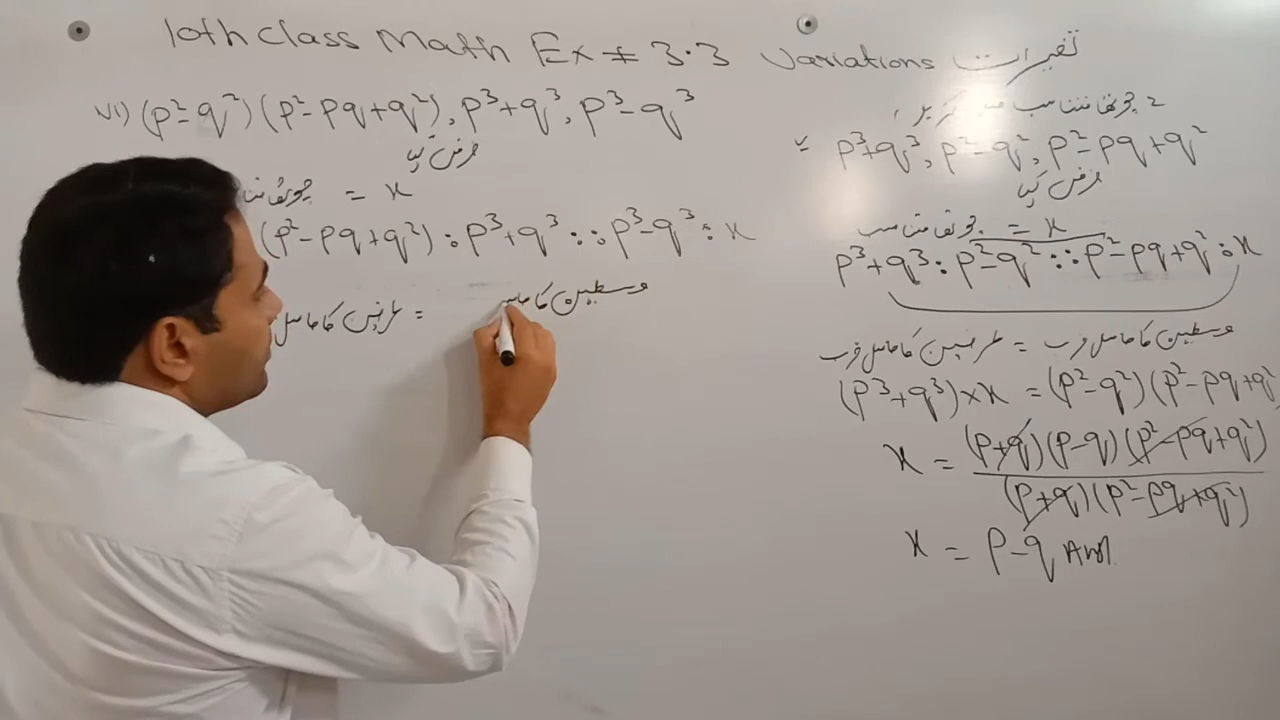 10th class Math Ex # 3.3 Variations تغیرات
vi) (p²-q²)(p²-pq+q²), p³+q³, p³-q³
فرض کیا
= x
(p²-pq+q²) : p³+q³ :: p³-q³ : x
طرفین کا حاصل = وسطین کا حا
چوتھا تناسب
v p³+q³, p²-q², p²-pq+q²
فرض کیا
چوتھا تناسب = x
p³+q³ : p²-q² :: p²-pq+q² : x
طرفین کا حاصل ضرب = وسطین کا حاصل ضرب
(p³+q³)×x = (p²-q²)(p²-pq+q²
x = (p+q)(p-q)(p²-pq+q²)
(p+q)(p²-pq+q²)
x = p-q Ans.